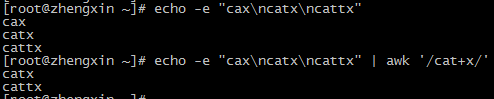 [root@zhengxin ~]# echo -e "cax\ncatx\ncattx"
cax
catx
cattx
[root@zhengxin ~]# echo -e "cax\ncatx\ncattx" | awk '/cat+x/'
catx
cattx